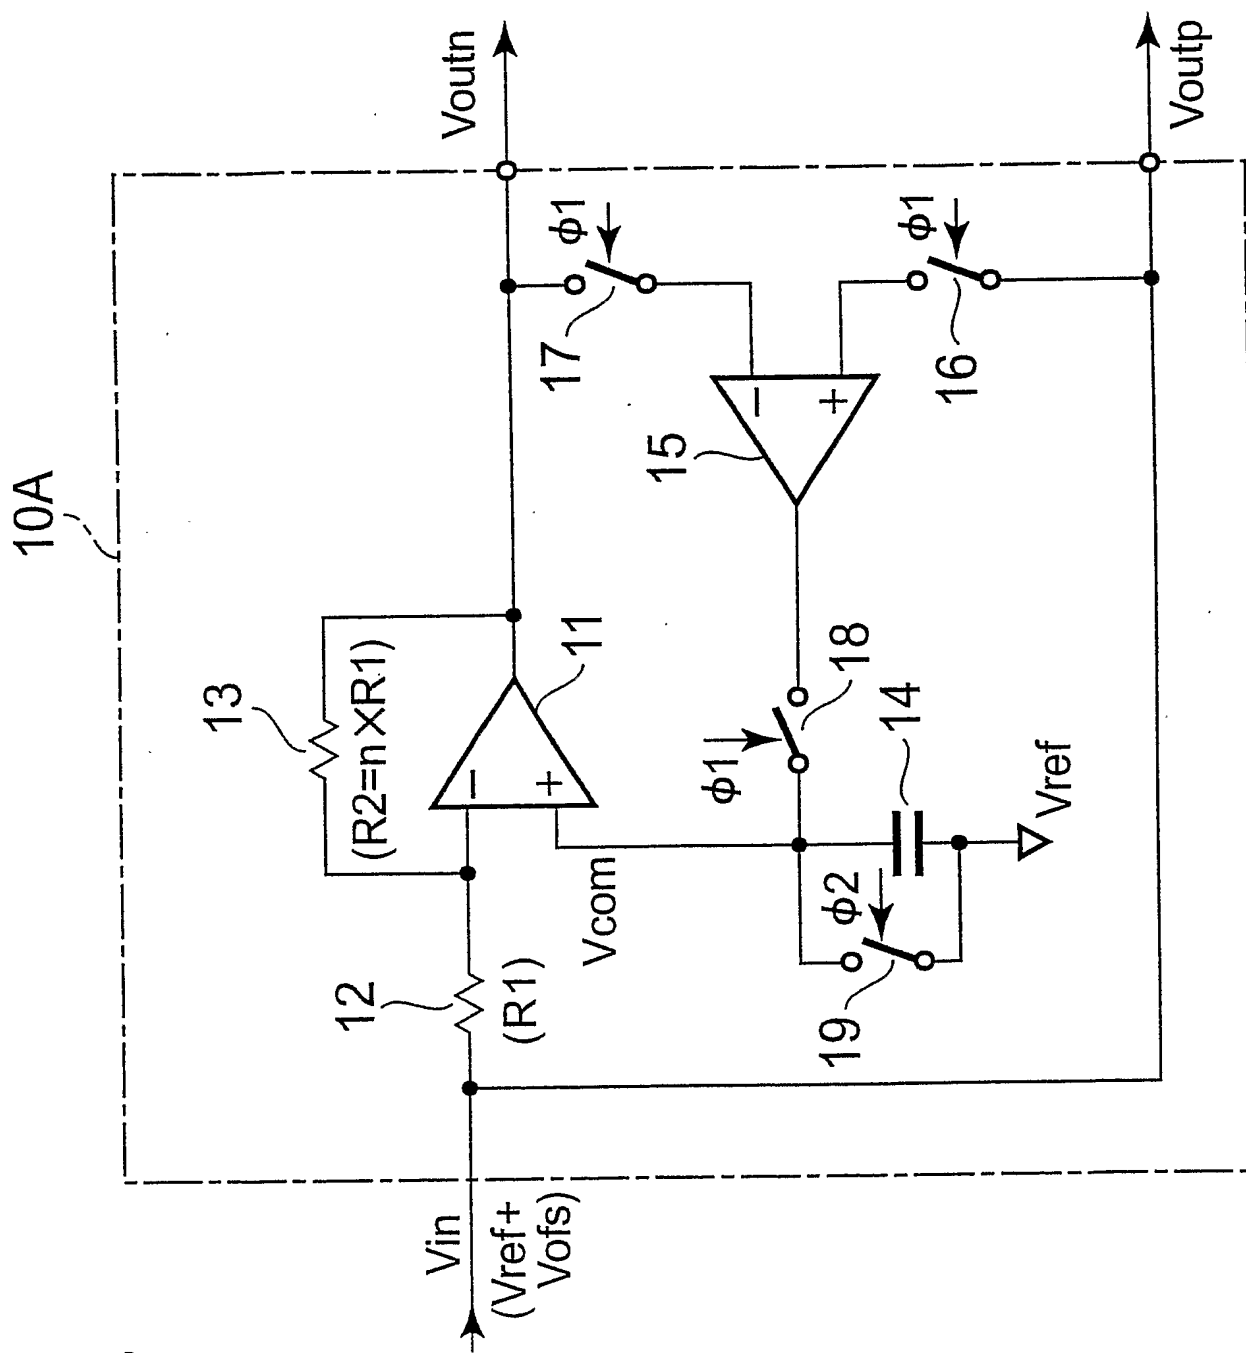 10A
13
(R2=n×R1)
Voutn
11
12
(R1)
Vin
(Vref+
Vofs)
Vcom
ϕ1
17
15
ϕ1
18
14
ϕ2
19
Vref
ϕ1
16
Voutp
−
+
−
+